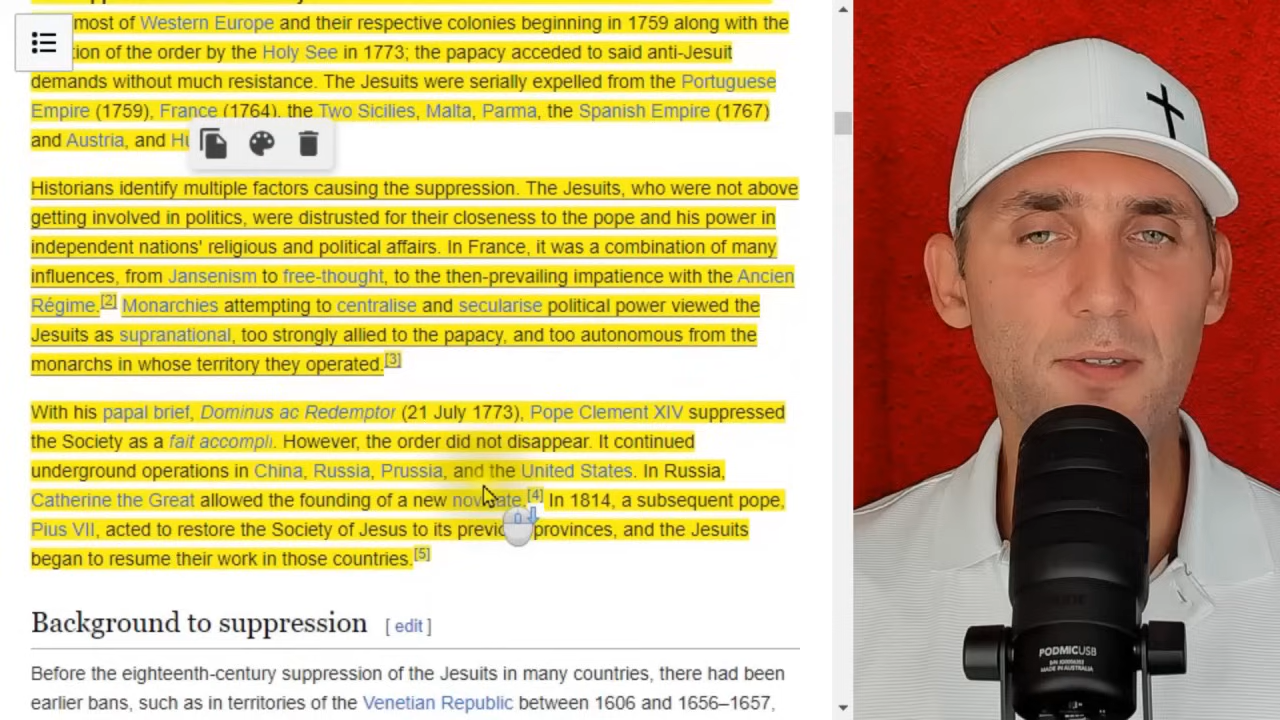 most of Western Europe and their respective colonies beginning in 1759 along with the
tion of the order by the Holy See in 1773; the papacy acceded to said anti-Jesuit
demands without much resistance. The Jesuits were serially expelled from the Portuguese
Empire (1759), France (1764), the Two Sicilies, Malta, Parma, the Spanish Empire (1767)
and Austria, and Hu
Historians identify multiple factors causing the suppression. The Jesuits, who were not above
getting involved in politics, were distrusted for their closeness to the pope and his power in
independent nations' religious and political affairs. In France, it was a combination of many
influences, from Jansenism to free-thought, to the then-prevailing impatience with the Ancien
Régime.[2] Monarchies attempting to centralise and secularise political power viewed the
Jesuits as supranational, too strongly allied to the papacy, and too autonomous from the
monarchs in whose territory they operated.[3]
With his papal brief, Dominus ac Redemptor (21 July 1773), Pope Clement XIV suppressed
the Society as a fait accompli. However, the order did not disappear. It continued
underground operations in China, Russia, Prussia, and the United States. In Russia,
Catherine the Great allowed the founding of a new nov ate.[4] In 1814, a subsequent pope,
Pius VII, acted to restore the Society of Jesus to its previo provinces, and the Jesuits
began to resume their work in those countries.[5]
Background to suppression [ edit ]
Before the eighteenth-century suppression of the Jesuits in many countries, there had been
earlier bans, such as in territories of the Venetian Republic between 1606 and 1656–1657,
PODMICUSB
MADE IN AUSTRALIA